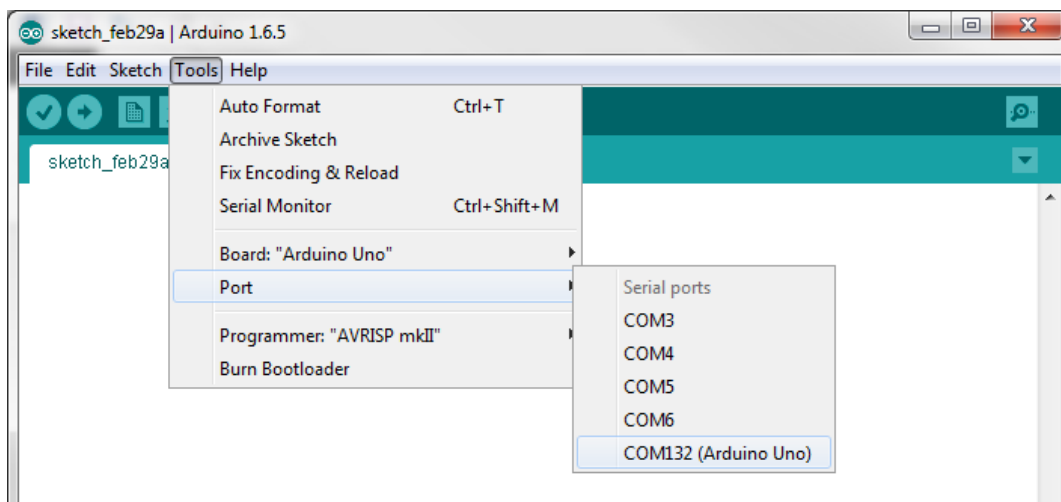 sketch_feb29a | Arduino 1.6.5
File Edit Sketch Tools Help
sketch_feb29a
Auto Format Ctrl+T
Archive Sketch
Fix Encoding & Reload
Serial Monitor Ctrl+Shift+M
Board: "Arduino Uno"
Port
Programmer: "AVRISP mkII"
Burn Bootloader
Serial ports
COM3
COM4
COM5
COM6
COM132 (Arduino Uno)